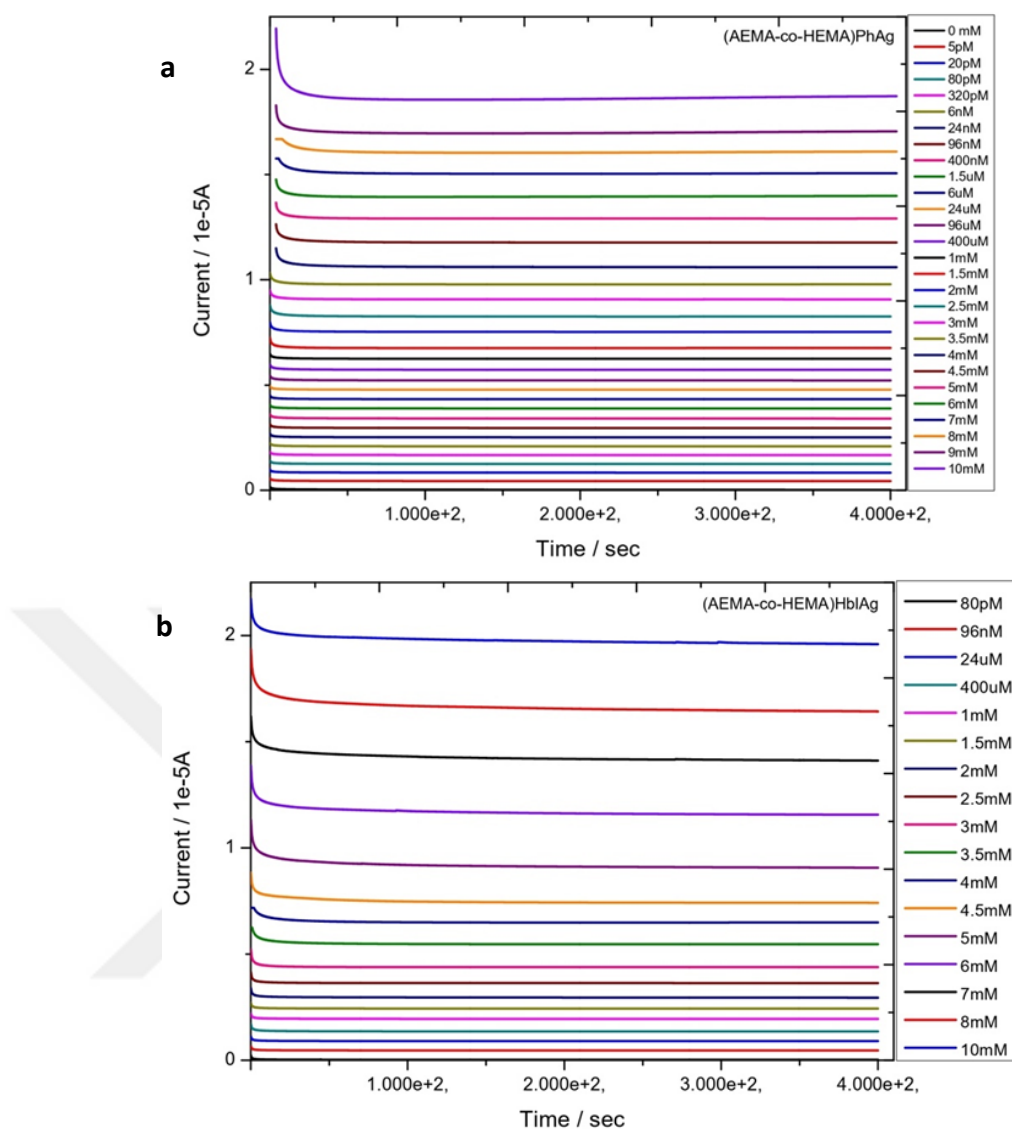 a
(AEMA-co-HEMA)PhAg
2
1
0
Current / 1e-5A
1.000e+2,
2.000e+2,
3.000e+2,
4.000e+2,
Time / sec
0 mM
5pM
20pM
80pM
320pM
6nM
24nM
96nM
400nM
1.5uM
6uM
24uM
96uM
400uM
1mM
1.5mM
2mM
2.5mM
3mM
3.5mM
4mM
4.5mM
5mM
6mM
7mM
8mM
9mM
10mM
b
(AEMA-co-HEMA)HblAg
2
1
0
Current / 1e-5A
1.000e+2,
2.000e+2,
3.000e+2,
4.000e+2,
Time / sec
80pM
96nM
24uM
400uM
1mM
1.5mM
2mM
2.5mM
3mM
3.5mM
4mM
4.5mM
5mM
6mM
7mM
8mM
10mM